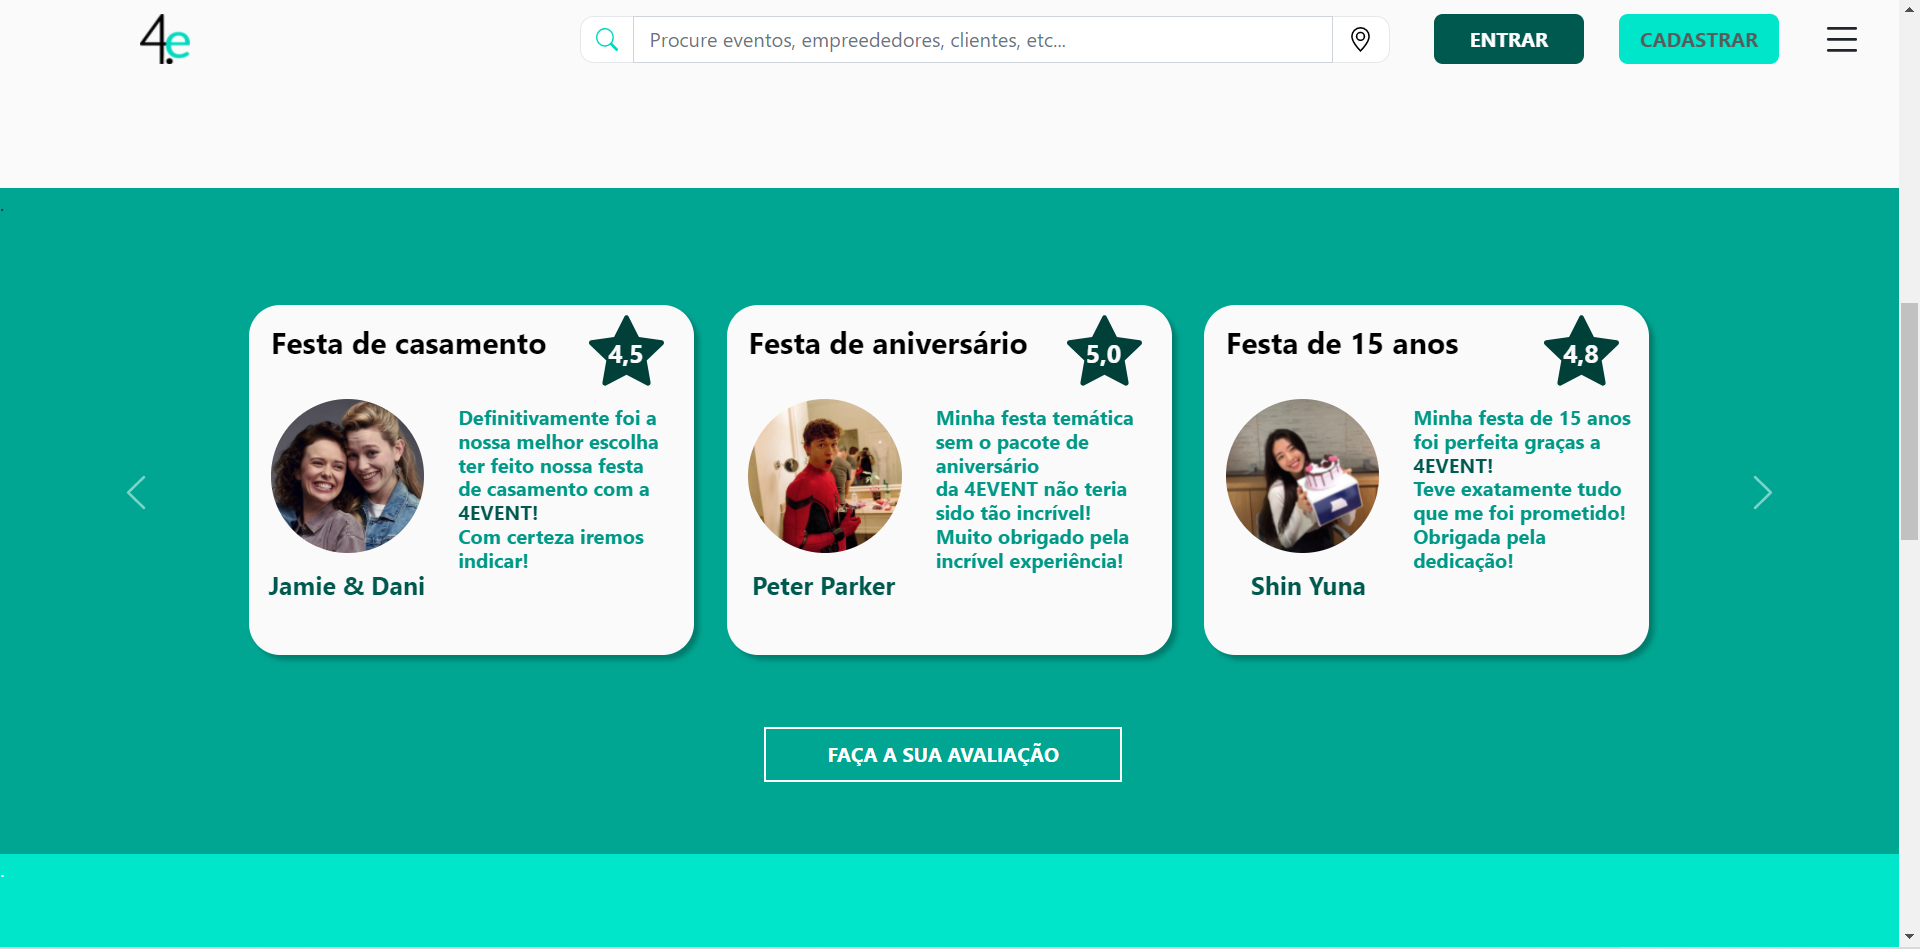 4.e
Procure eventos, empreededores, clientes, etc...
ENTRAR
CADASTRAR
.
Festa de casamento
4,5
Definitivamente foi a
nossa melhor escolha
ter feito nossa festa
de casamento com a
4EVENT!
Com certeza iremos
indicar!
Jamie & Dani
Festa de aniversário
5,0
Minha festa temática
sem o pacote de
aniversário
da 4EVENT não teria
sido tão incrível!
Muito obrigado pela
incrível experiência!
Peter Parker
Festa de 15 anos
4,8
Minha festa de 15 anos
foi perfeita graças a
4EVENT!
Teve exatamente tudo
que me foi prometido!
Obrigada pela
dedicação!
Shin Yuna
FAÇA A SUA AVALIAÇÃO
.